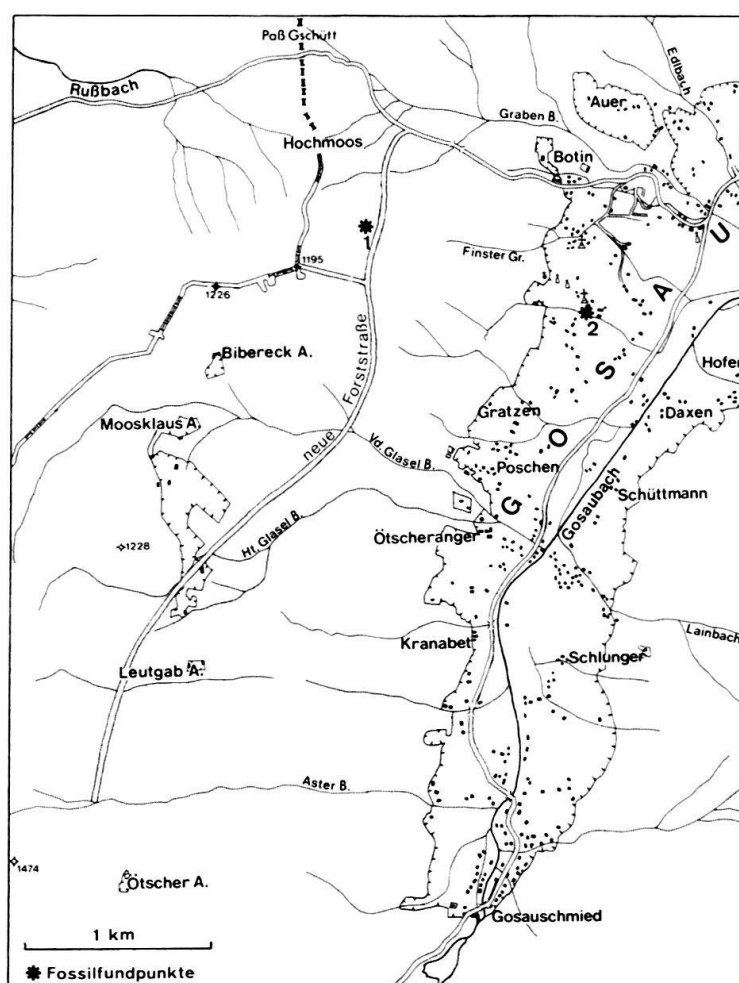 Paß Gschütt
Rußbach
Edlbach
Auer
Graben B.
Hochmoos
Botin
1
Finster Gr.
1195
1226
2
GOSAU
Bibereck A.
Hofer
neue Forststraße
Gratzen
Daxen
Moosklaus A.
Vd. Glasel B.
Poschen
Gosaubach
Schüttmann
Ht. Glasel B.
1228
Ötscheranger
Lainbach
Kranabet
Schlunger
Leutgab A.
Aster B.
1474
Ötscher A.
Gosauschmied
1 km
✸ Fossilfundpunkte